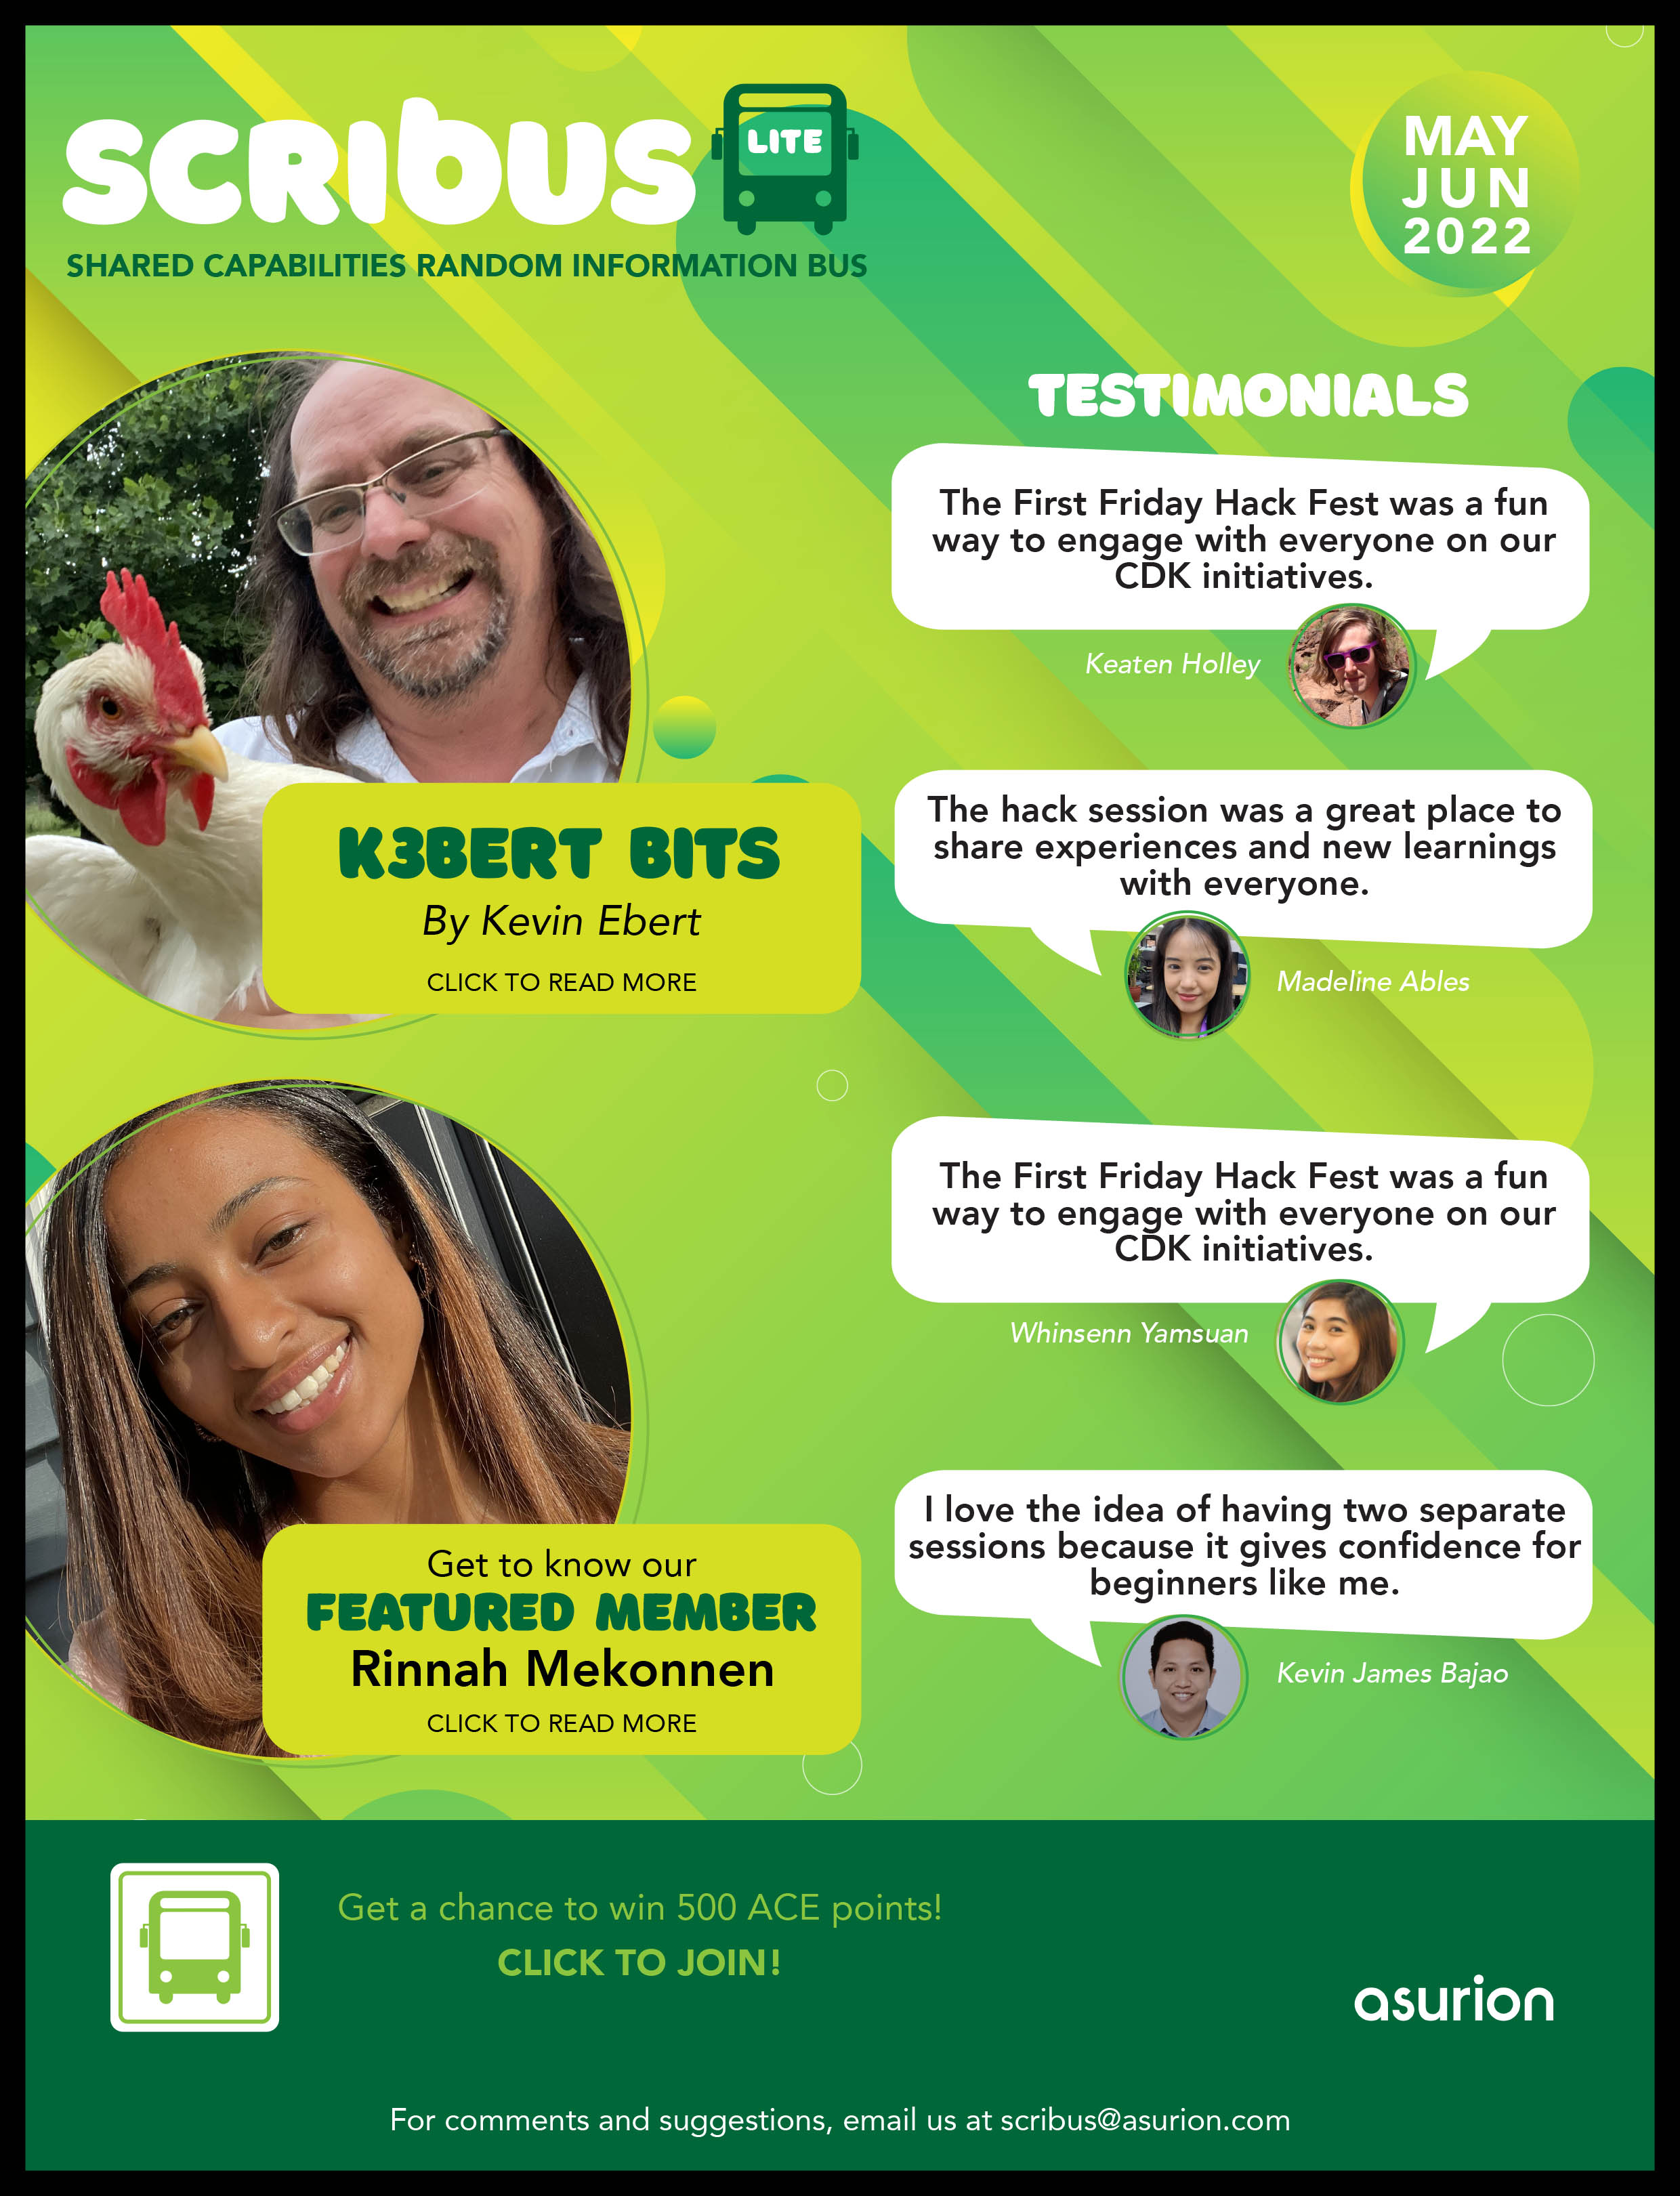 SCRIBUS
LITE
SHARED CAPABILITIES RANDOM INFORMATION BUS
MAY
JUN
2022
K3BERT BITS
By Kevin Ebert
CLICK TO READ MORE
Get to know our
FEATURED MEMBER
Rinnah Mekonnen
CLICK TO READ MORE
TESTIMONIALS
The First Friday Hack Fest was a fun
way to engage with everyone on our
CDK initiatives.
Keaten Holley
The hack session was a great place to
share experiences and new learnings
with everyone.
Madeline Ables
The First Friday Hack Fest was a fun
way to engage with everyone on our
CDK initiatives.
Whinsenn Yamsuan
I love the idea of having two separate
sessions because it gives confidence for
beginners like me.
Kevin James Bajao
Get a chance to win 500 ACE points!
CLICK TO JOIN!
asurion
For comments and suggestions, email us at scribus@asurion.com